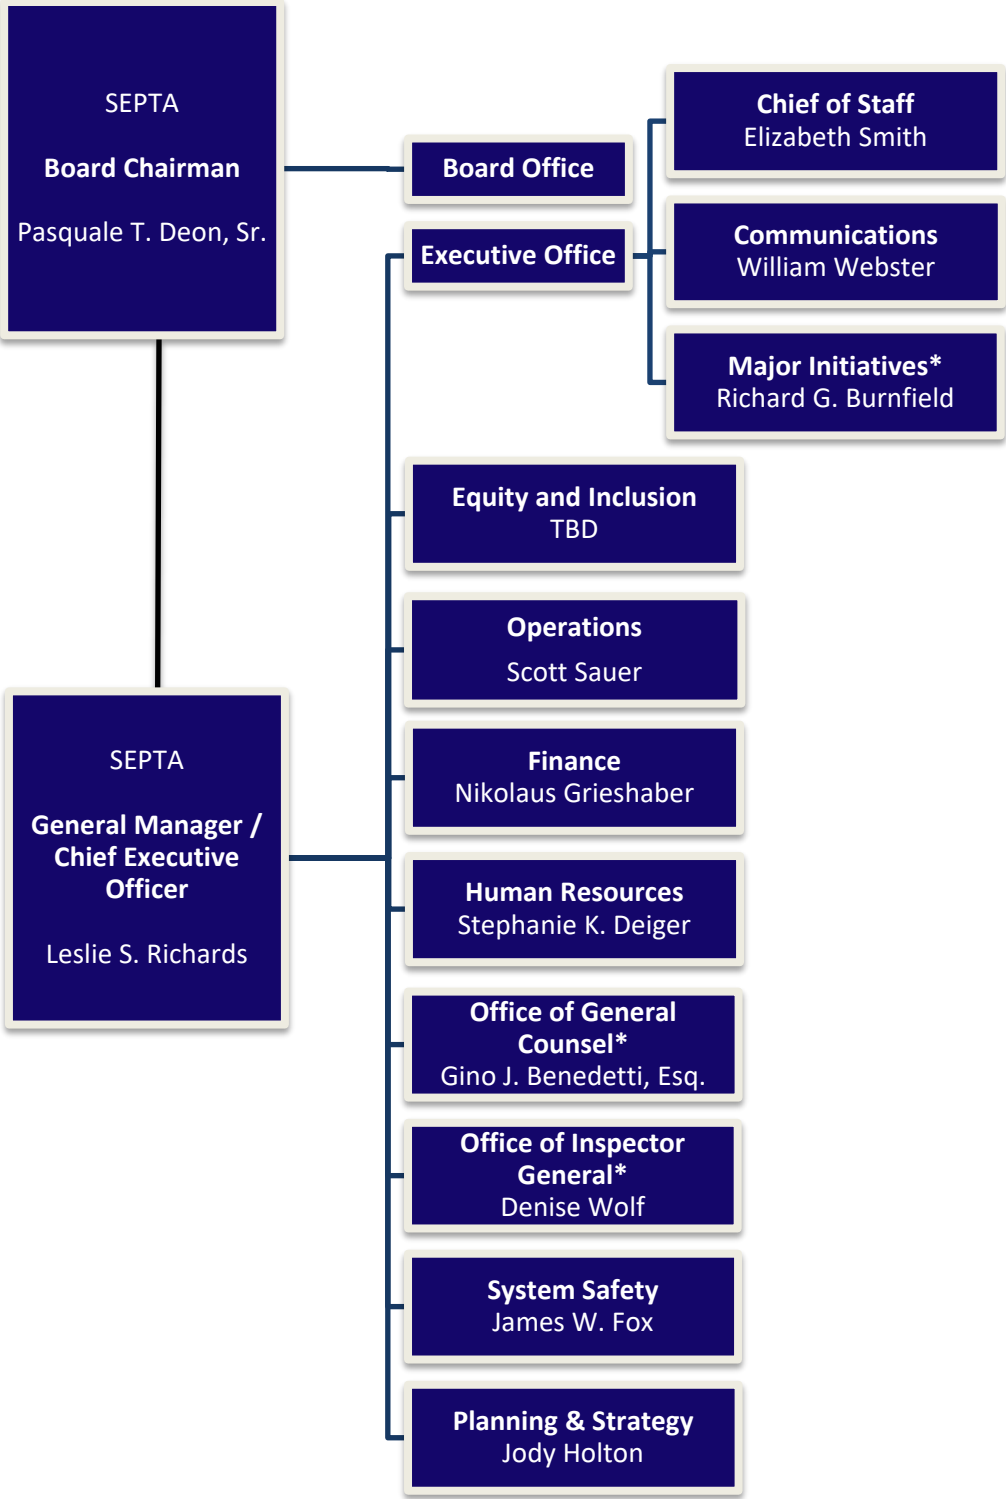 SEPTA
Board Chairman
Pasquale T. Deon, Sr.
Board Office
Executive Office
Chief of Staff
Elizabeth Smith
Communications
William Webster
Major Initiatives*
Richard G. Burnfield
SEPTA
General Manager /
Chief Executive
Officer
Leslie S. Richards
Equity and Inclusion
TBD
Operations
Scott Sauer
Finance
Nikolaus Grieshaber
Human Resources
Stephanie K. Deiger
Office of General
Counsel*
Gino J. Benedetti, Esq.
Office of Inspector
General*
Denise Wolf
System Safety
James W. Fox
Planning & Strategy
Jody Holton